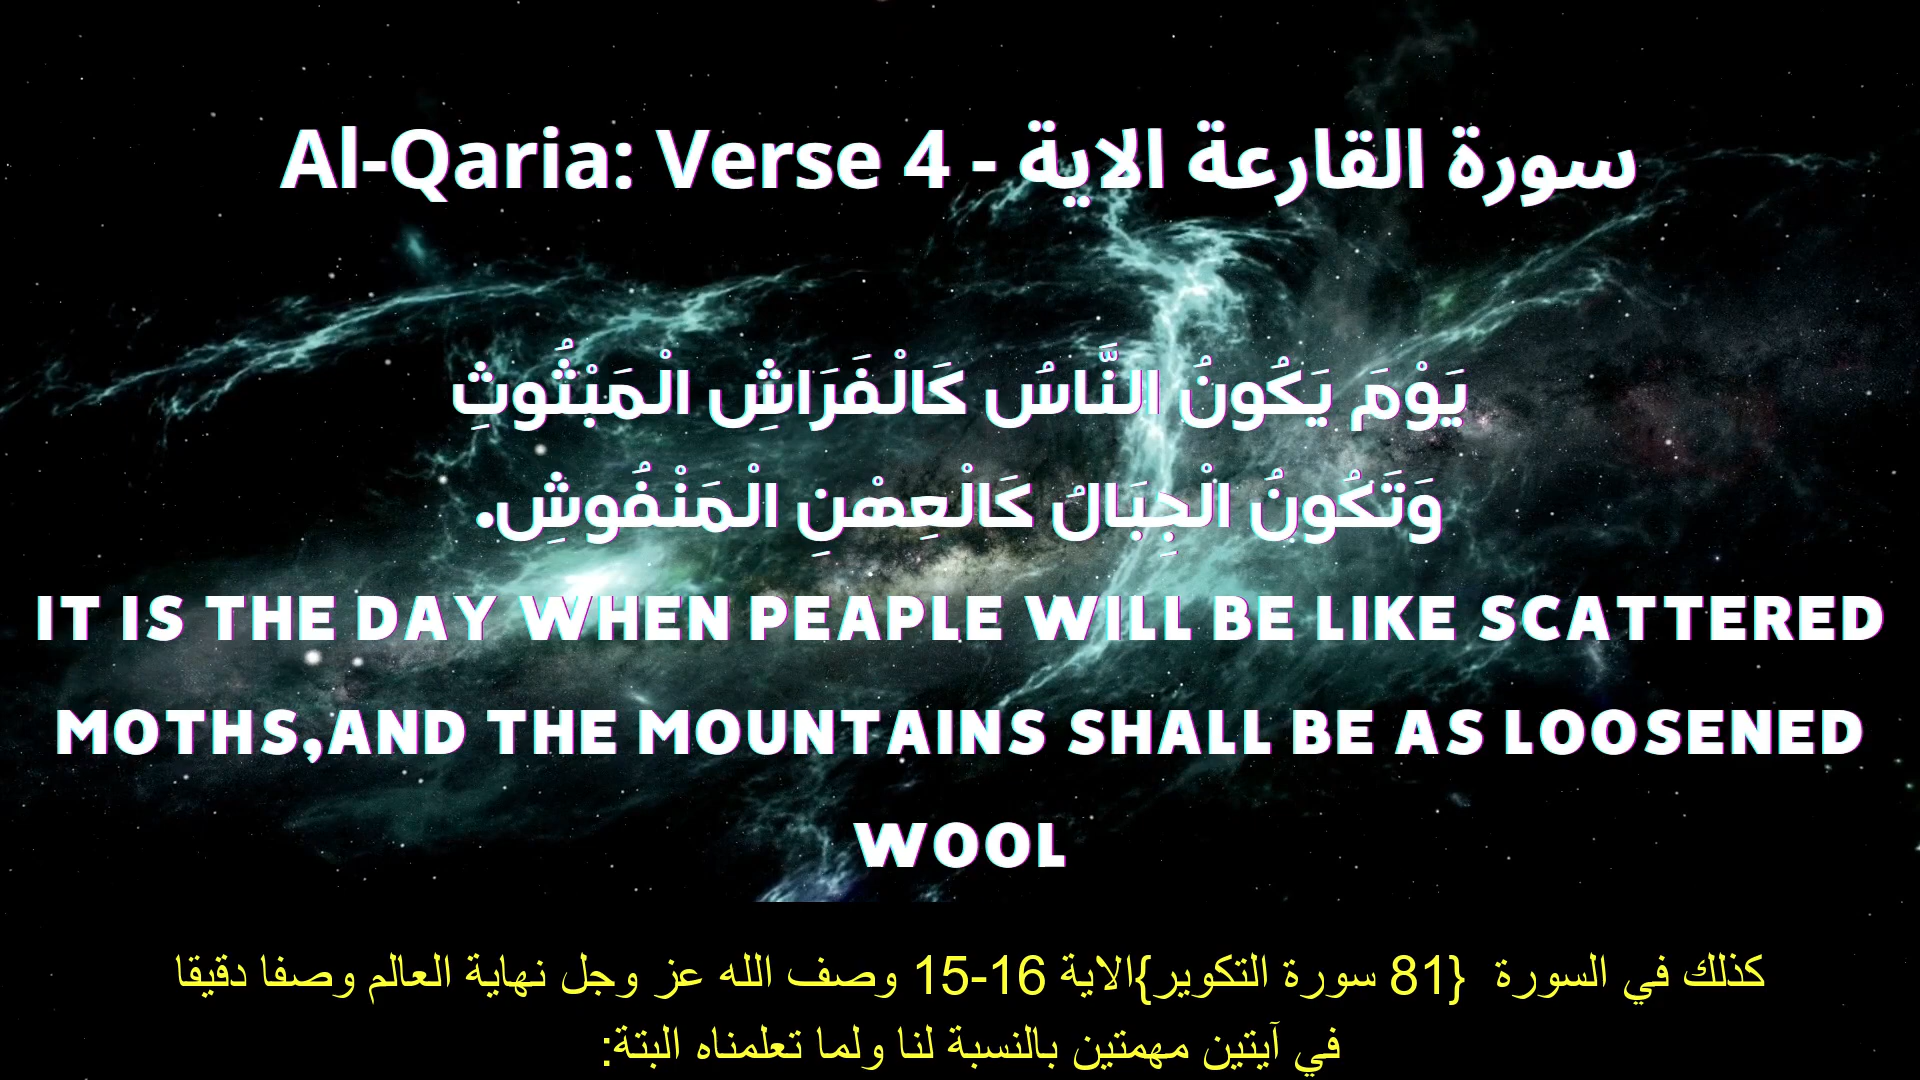 Al-Qaria: Verse 4 - سورة القارعة الاية
يَوْمَ يَكُونُ النَّاسُ كَالْفَرَاشِ الْمَبْثُوثِ
وَتَكُونُ الْجِبَالُ كَالْعِهْنِ الْمَنْفُوشِ.
IT IS THE DAY WHEN PEAPLE WILL BE LIKE SCATTERED
MOTHS,AND THE MOUNTAINS SHALL BE AS LOOSENED
WOOL
كذلك في السورة {81 سورة التكوير}الاية 16-15 وصف الله عز وجل نهاية العالم وصفا دقيقا
في آيتين مهمتين بالنسبة لنا ولما تعلمناه البتة: